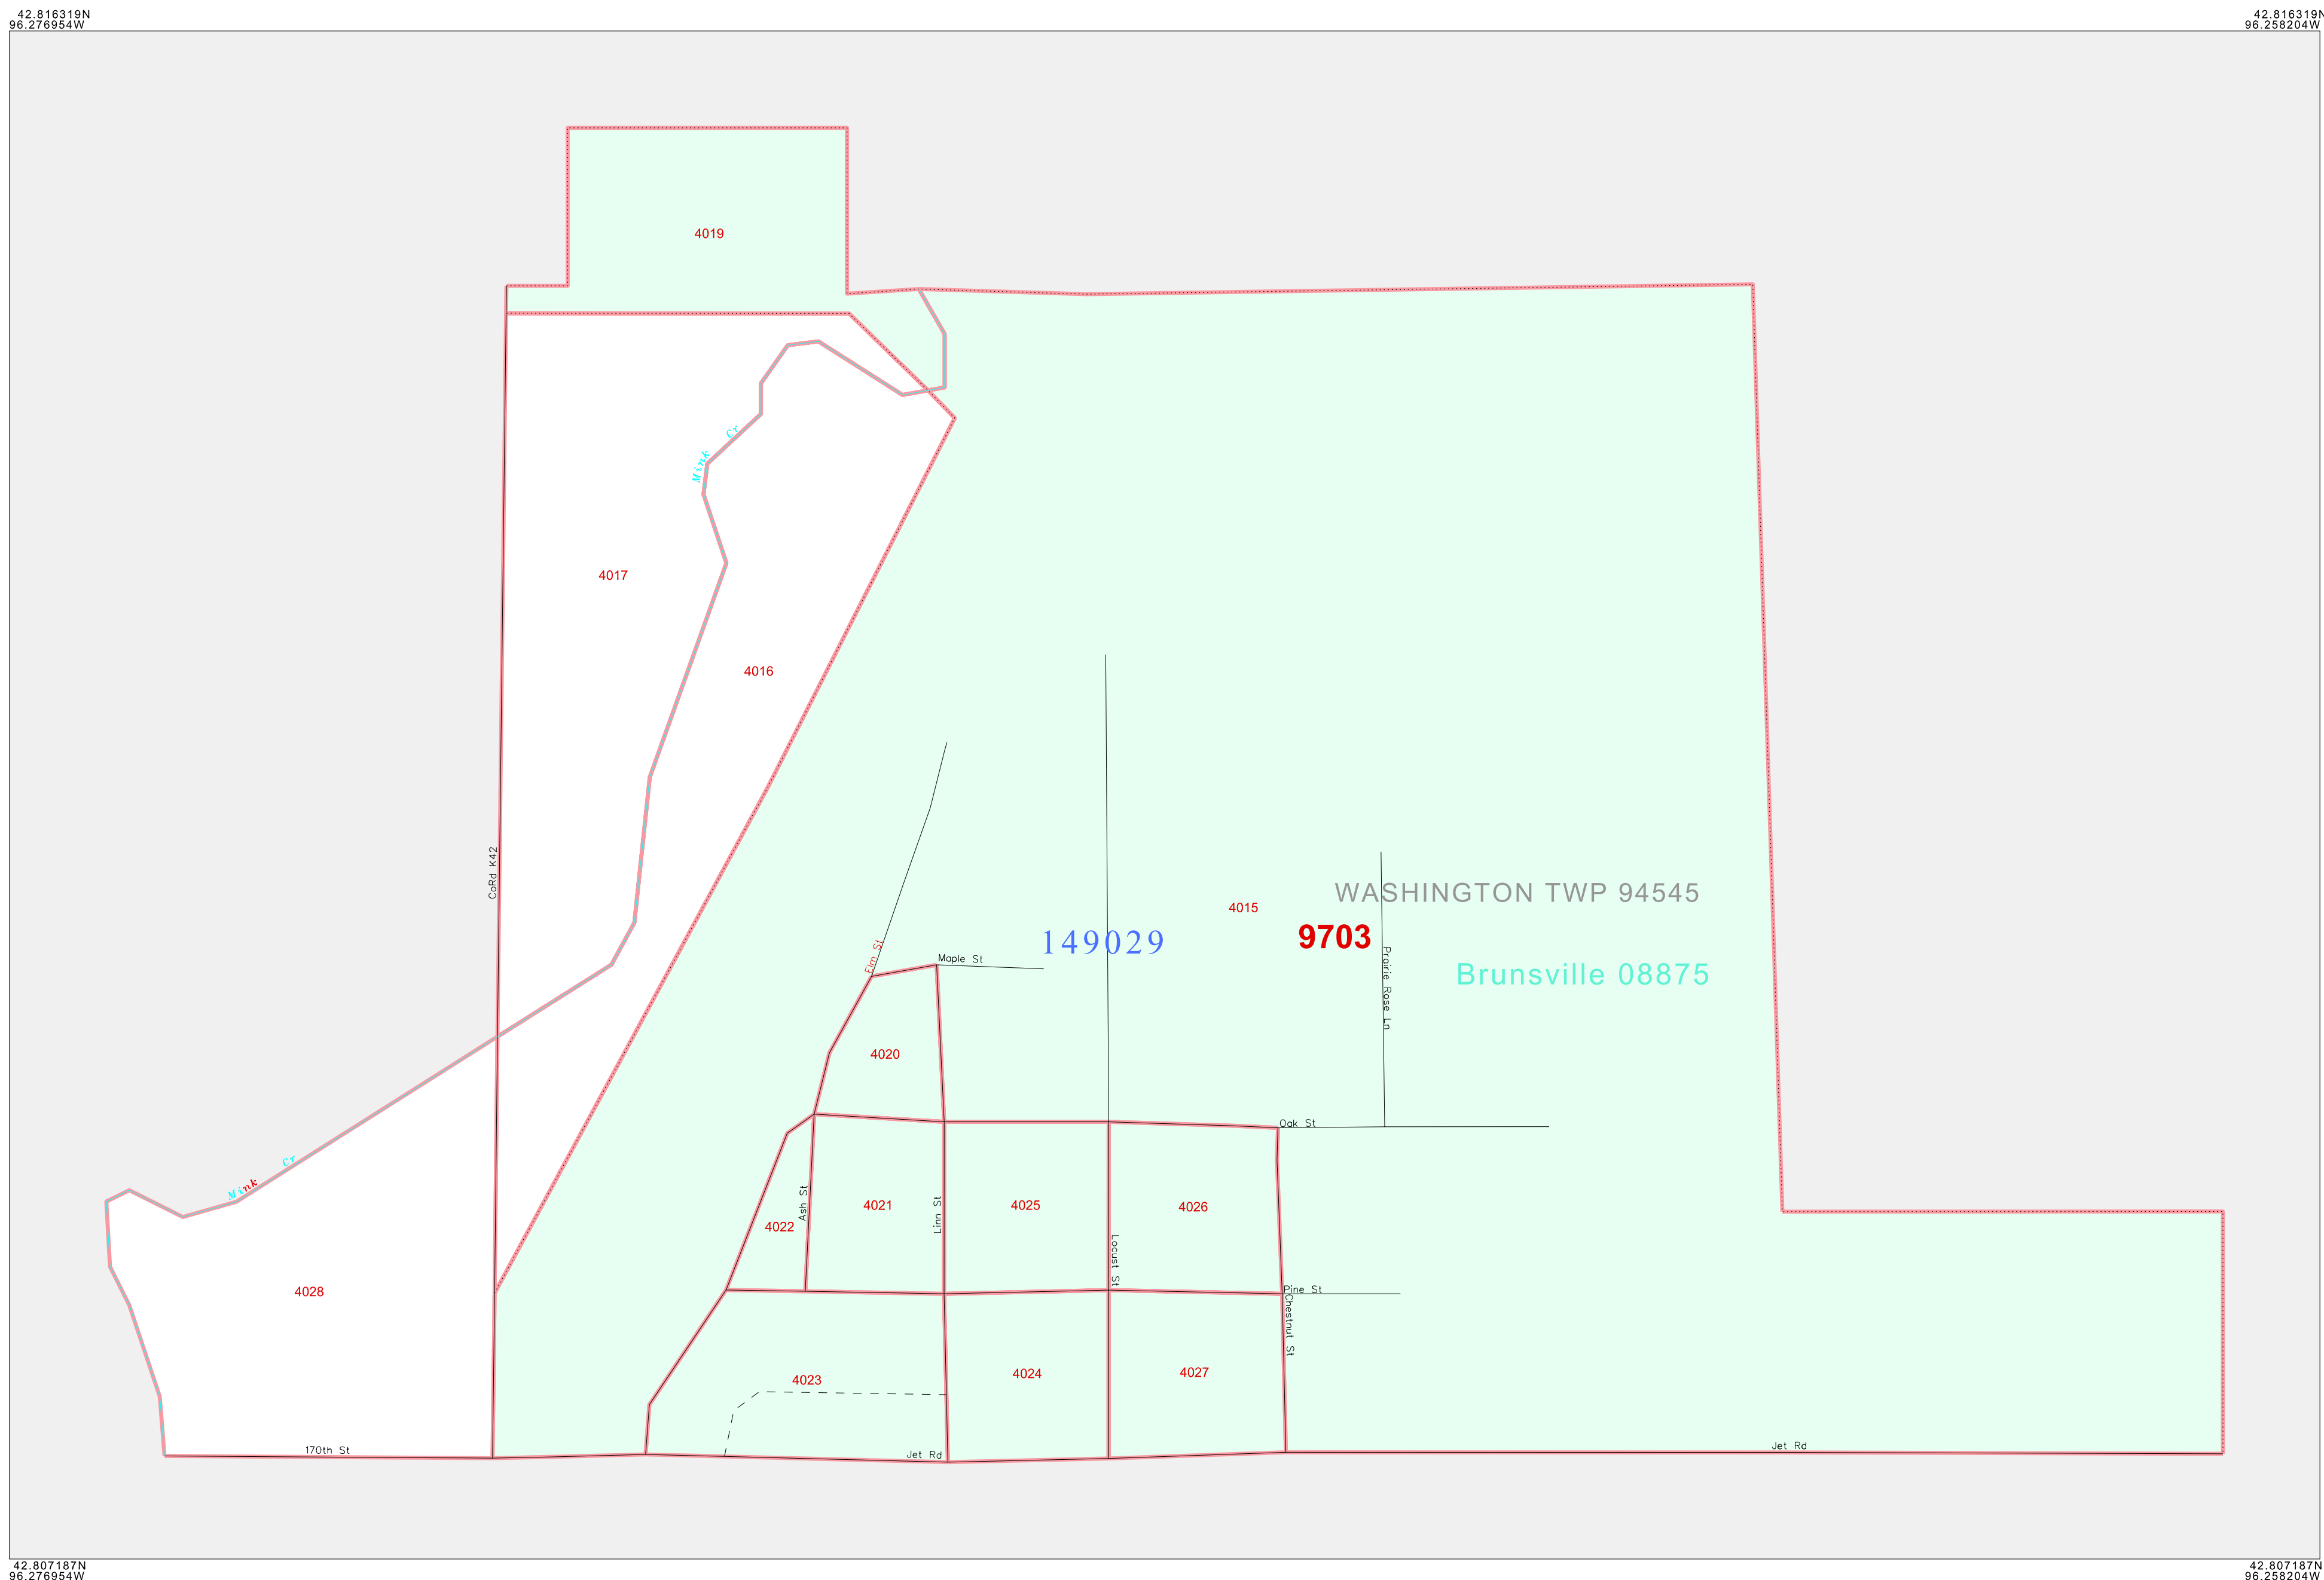 42.816319N
96.276954W
42.816319N
96.258204W
4019
Mink Cr
4017
4016
CoRd K42
WASHINGTON TWP 94545
4015
9703
149029
Elm St
Maple St
Prairie Rose Ln
Brunsville 08875
4020
Oak St
Mink Cr
Ash St
4021
Linn St
4025
4026
4022
Locust St
4028
Pine St
Chestnut St
4023
4024
4027
170th St
Jet Rd
Jet Rd
42.807187N
96.276954W
42.807187N
96.258204W